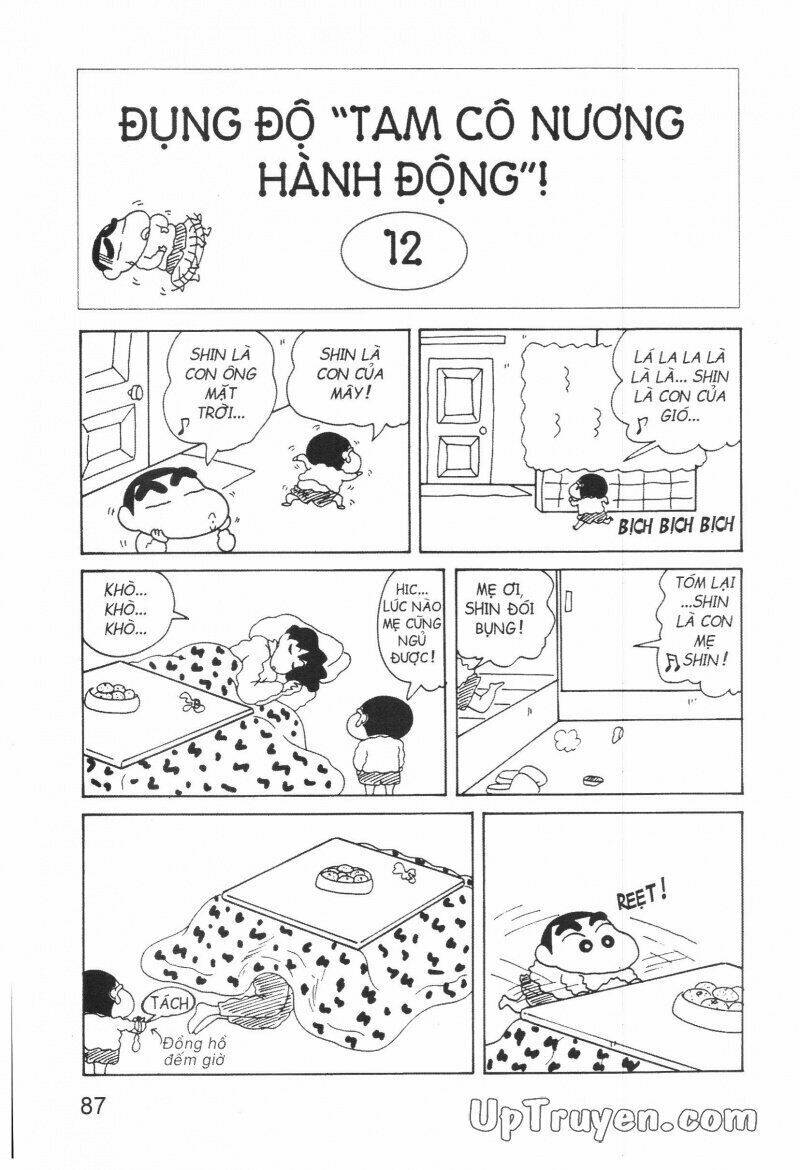 ĐỤNG ĐỘ "TAM CÔ NƯƠNG
HÀNH ĐỘNG"!
12
SHIN LÀ
CON ÔNG
MẶT
TRỜI...
SHIN LÀ
CON CỦA
MÂY!
LÁ LA LA LÀ
LÀ LÀ... SHIN
LÀ CON CỦA
GIÓ...
BỊCH BỊCH BỊCH
KHÒ...
KHÒ...
KHÒ...
HIC...
LÚC NÀO
MẸ CŨNG
NGỦ
ĐƯỢC!
MẸ ƠI,
SHIN ĐÓI
BỤNG!
TÓM LẠI
...SHIN
LÀ CON
MẸ
SHIN!
TÁCH
Đồng hồ
đếm giờ
REẸT!
87
UpTruyen.com